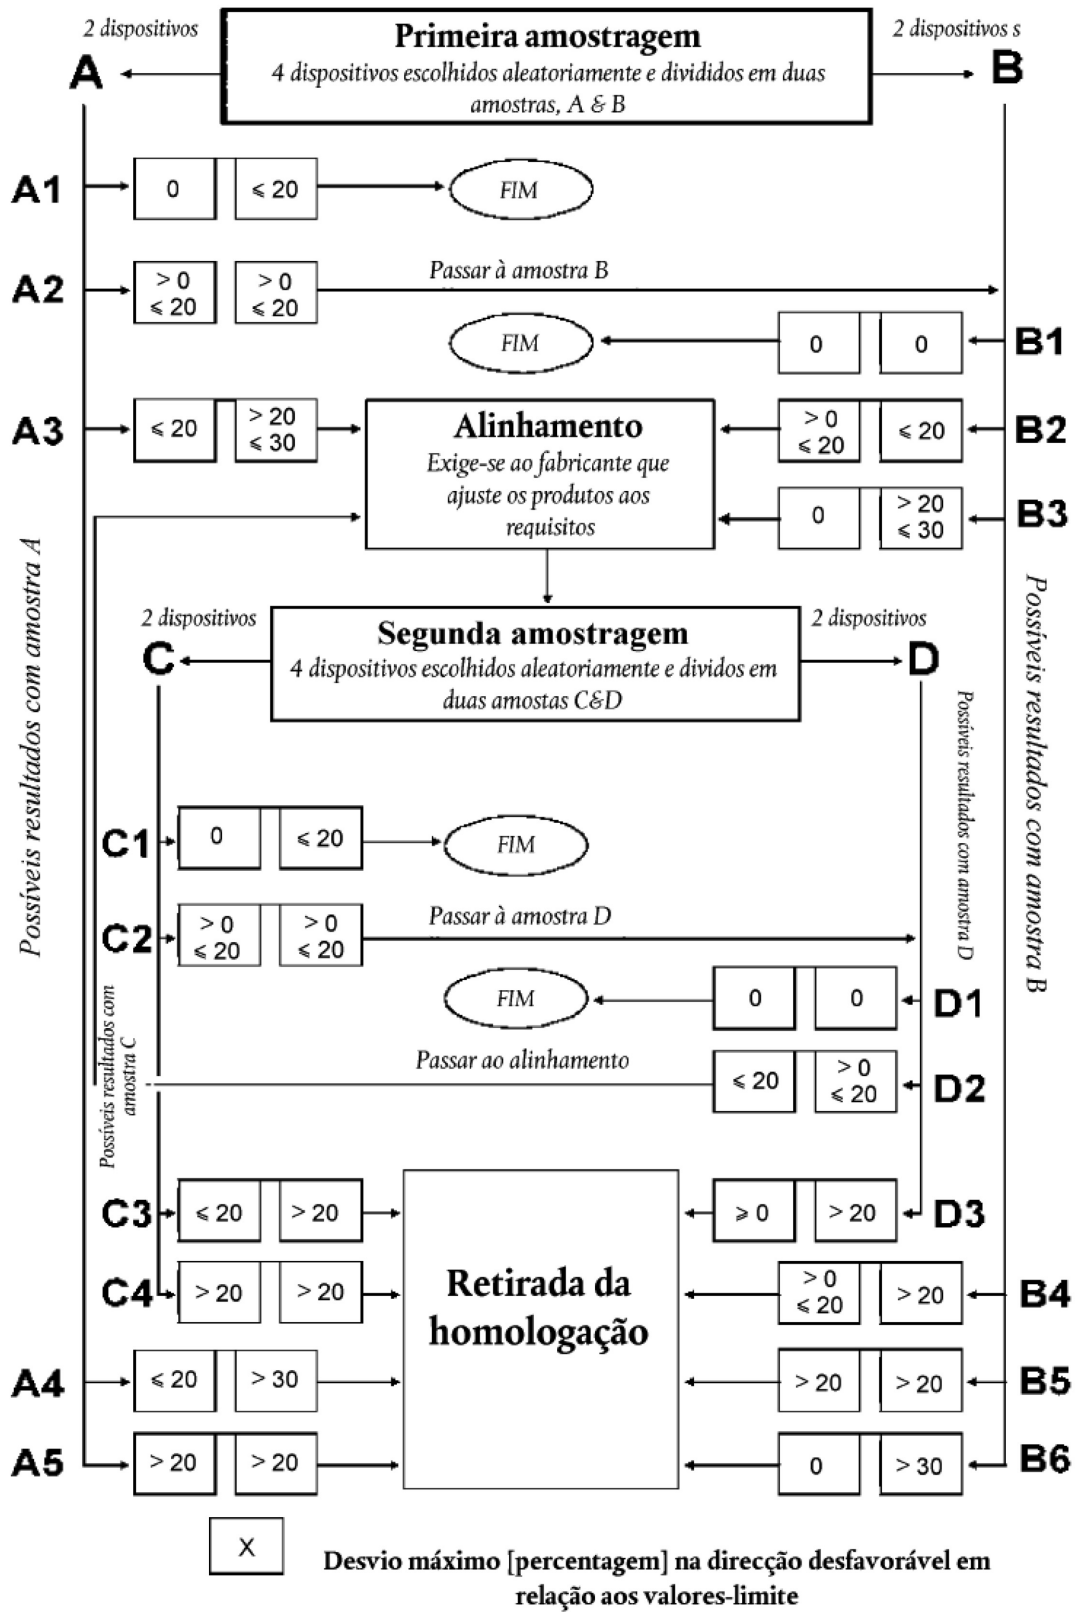 2 dispositivos
Primeira amostragem
2 dispositivos s
A
4 dispositivos escolhidos aleatoriamente e divididos em duas
amostras, A & B
B
A1
0
≤ 20
FIM
A2
> 0
≤ 20
> 0
≤ 20
Passar à amostra B
FIM
0
0
B1
A3
≤ 20
> 20
≤ 30
Alinhamento
Exige-se ao fabricante que
ajuste os produtos aos
requisitos
> 0
≤ 20
≤ 20
B2
0
> 20
≤ 30
B3
Possíveis resultados com amostra A
Possíveis resultados com amostra B
2 dispositivos
C
Segunda amostragem
4 dispositivos escolhidos aleatoriamente e dividos em
duas amostas C&D
2 dispositivos
D
Possíveis resultados com amostra D
C1
0
≤ 20
FIM
C2
> 0
≤ 20
> 0
≤ 20
Passar à amostra D
FIM
0
0
D1
Possíveis resultados com
amostra C
Passar ao alinhamento
≤ 20
> 0
≤ 20
D2
C3
≤ 20
> 20
≥ 0
> 20
D3
Retirada da
homologação
C4
> 20
> 20
> 0
≤ 20
> 20
B4
A4
≤ 20
> 30
> 20
> 20
B5
A5
> 20
> 20
0
> 30
B6
X
Desvio máximo [percentagem] na direcção desfavorável em
relação aos valores-limite